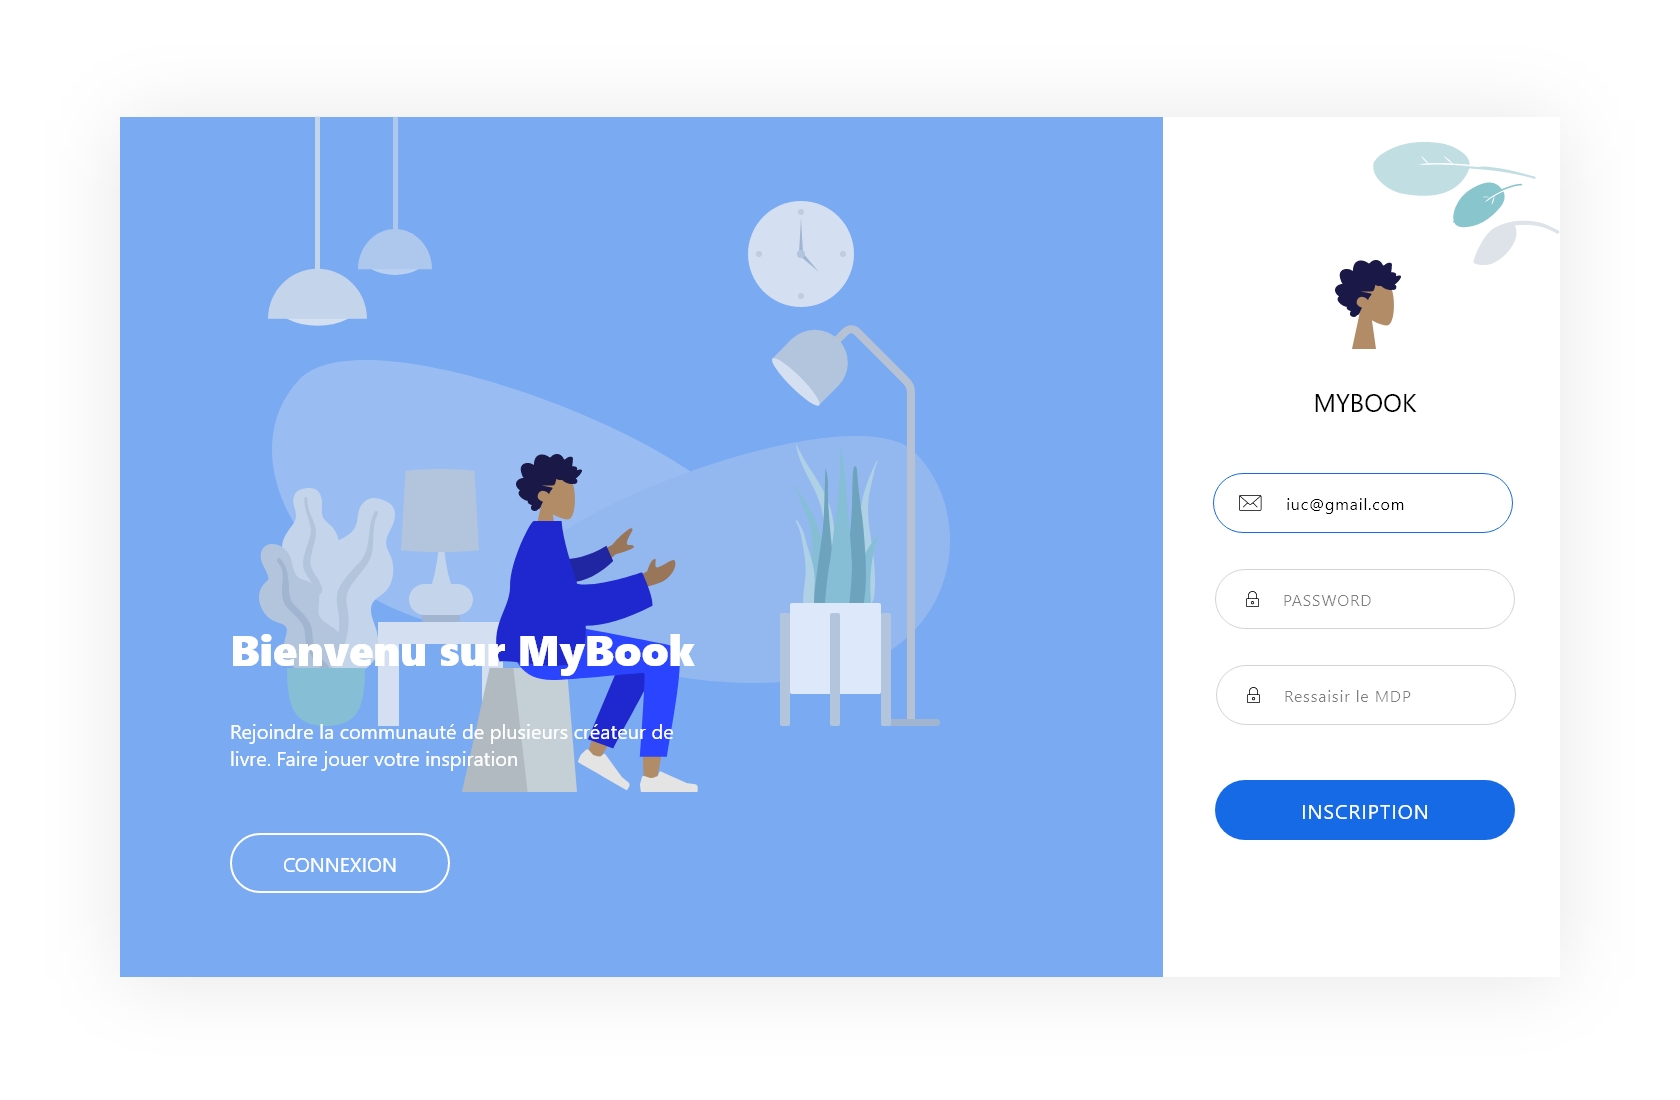 Bienvenu sur MyBook
Rejoindre la communauté de plusieurs créateur de
livre. Faire jouer votre inspiration
CONNEXION
MYBOOK
iuc@gmail.com
PASSWORD
Ressaisir le MDP
INSCRIPTION